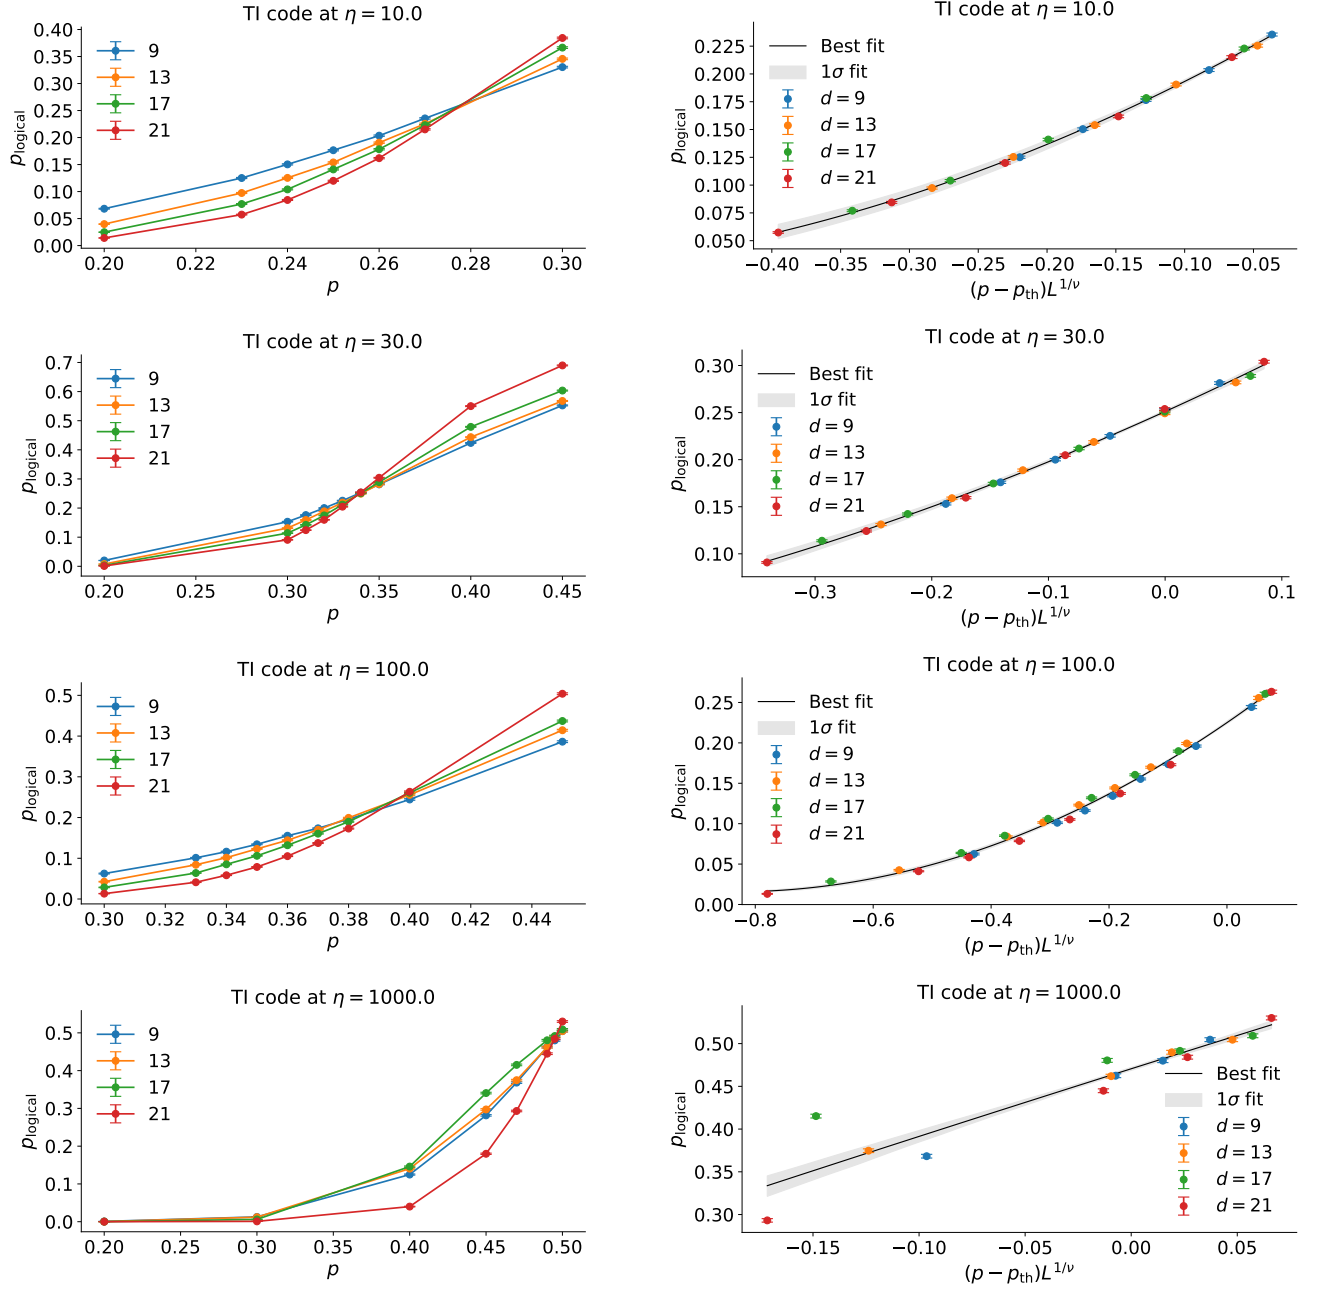 TI code at η = 10.0
0.40
0.35
0.30
0.25
0.20
0.15
0.10
0.05
0.00
p_logical
9
13
17
21
0.20 0.22 0.24 0.26 0.28 0.30
p
TI code at η = 10.0
0.225
0.200
0.175
0.150
0.125
0.100
0.075
0.050
p_logical
Best fit
1σ fit
d = 9
d = 13
d = 17
d = 21
−0.40 −0.35 −0.30 −0.25 −0.20 −0.15 −0.10 −0.05
(p − p_th)L^{1/ν}
TI code at η = 30.0
0.7
0.6
0.5
0.4
0.3
0.2
0.1
0.0
p_logical
9
13
17
21
0.20 0.25 0.30 0.35 0.40 0.45
p
TI code at η = 30.0
0.30
0.25
0.20
0.15
0.10
p_logical
Best fit
1σ fit
d = 9
d = 13
d = 17
d = 21
−0.3 −0.2 −0.1 0.0 0.1
(p − p_th)L^{1/ν}
TI code at η = 100.0
0.5
0.4
0.3
0.2
0.1
0.0
p_logical
9
13
17
21
0.30 0.32 0.34 0.36 0.38 0.40 0.42 0.44
p
TI code at η = 100.0
0.25
0.20
0.15
0.10
0.05
0.00
p_logical
Best fit
1σ fit
d = 9
d = 13
d = 17
d = 21
−0.8 −0.6 −0.4 −0.2 0.0
(p − p_th)L^{1/ν}
TI code at η = 1000.0
0.5
0.4
0.3
0.2
0.1
0.0
p_logical
9
13
17
21
0.20 0.25 0.30 0.35 0.40 0.45 0.50
p
TI code at η = 1000.0
0.50
0.45
0.40
0.35
0.30
p_logical
Best fit
1σ fit
d = 9
d = 13
d = 17
d = 21
−0.15 −0.10 −0.05 0.00 0.05
(p − p_th)L^{1/ν}